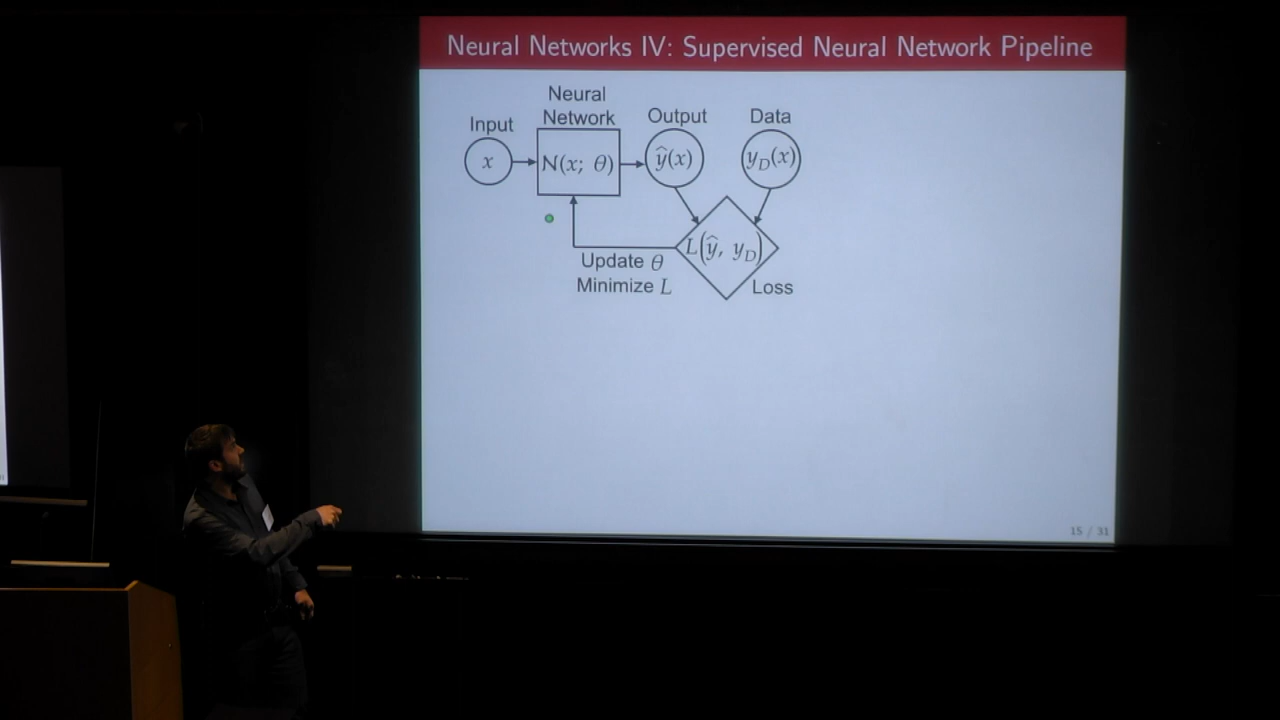 Neural Networks IV: Supervised Neural Network Pipeline
Neural
Network
Input
Output
Data
x
N(x; θ)
ŷ(x)
y_D(x)
L(ŷ, y_D)
Update θ
Minimize L
Loss
15 / 31